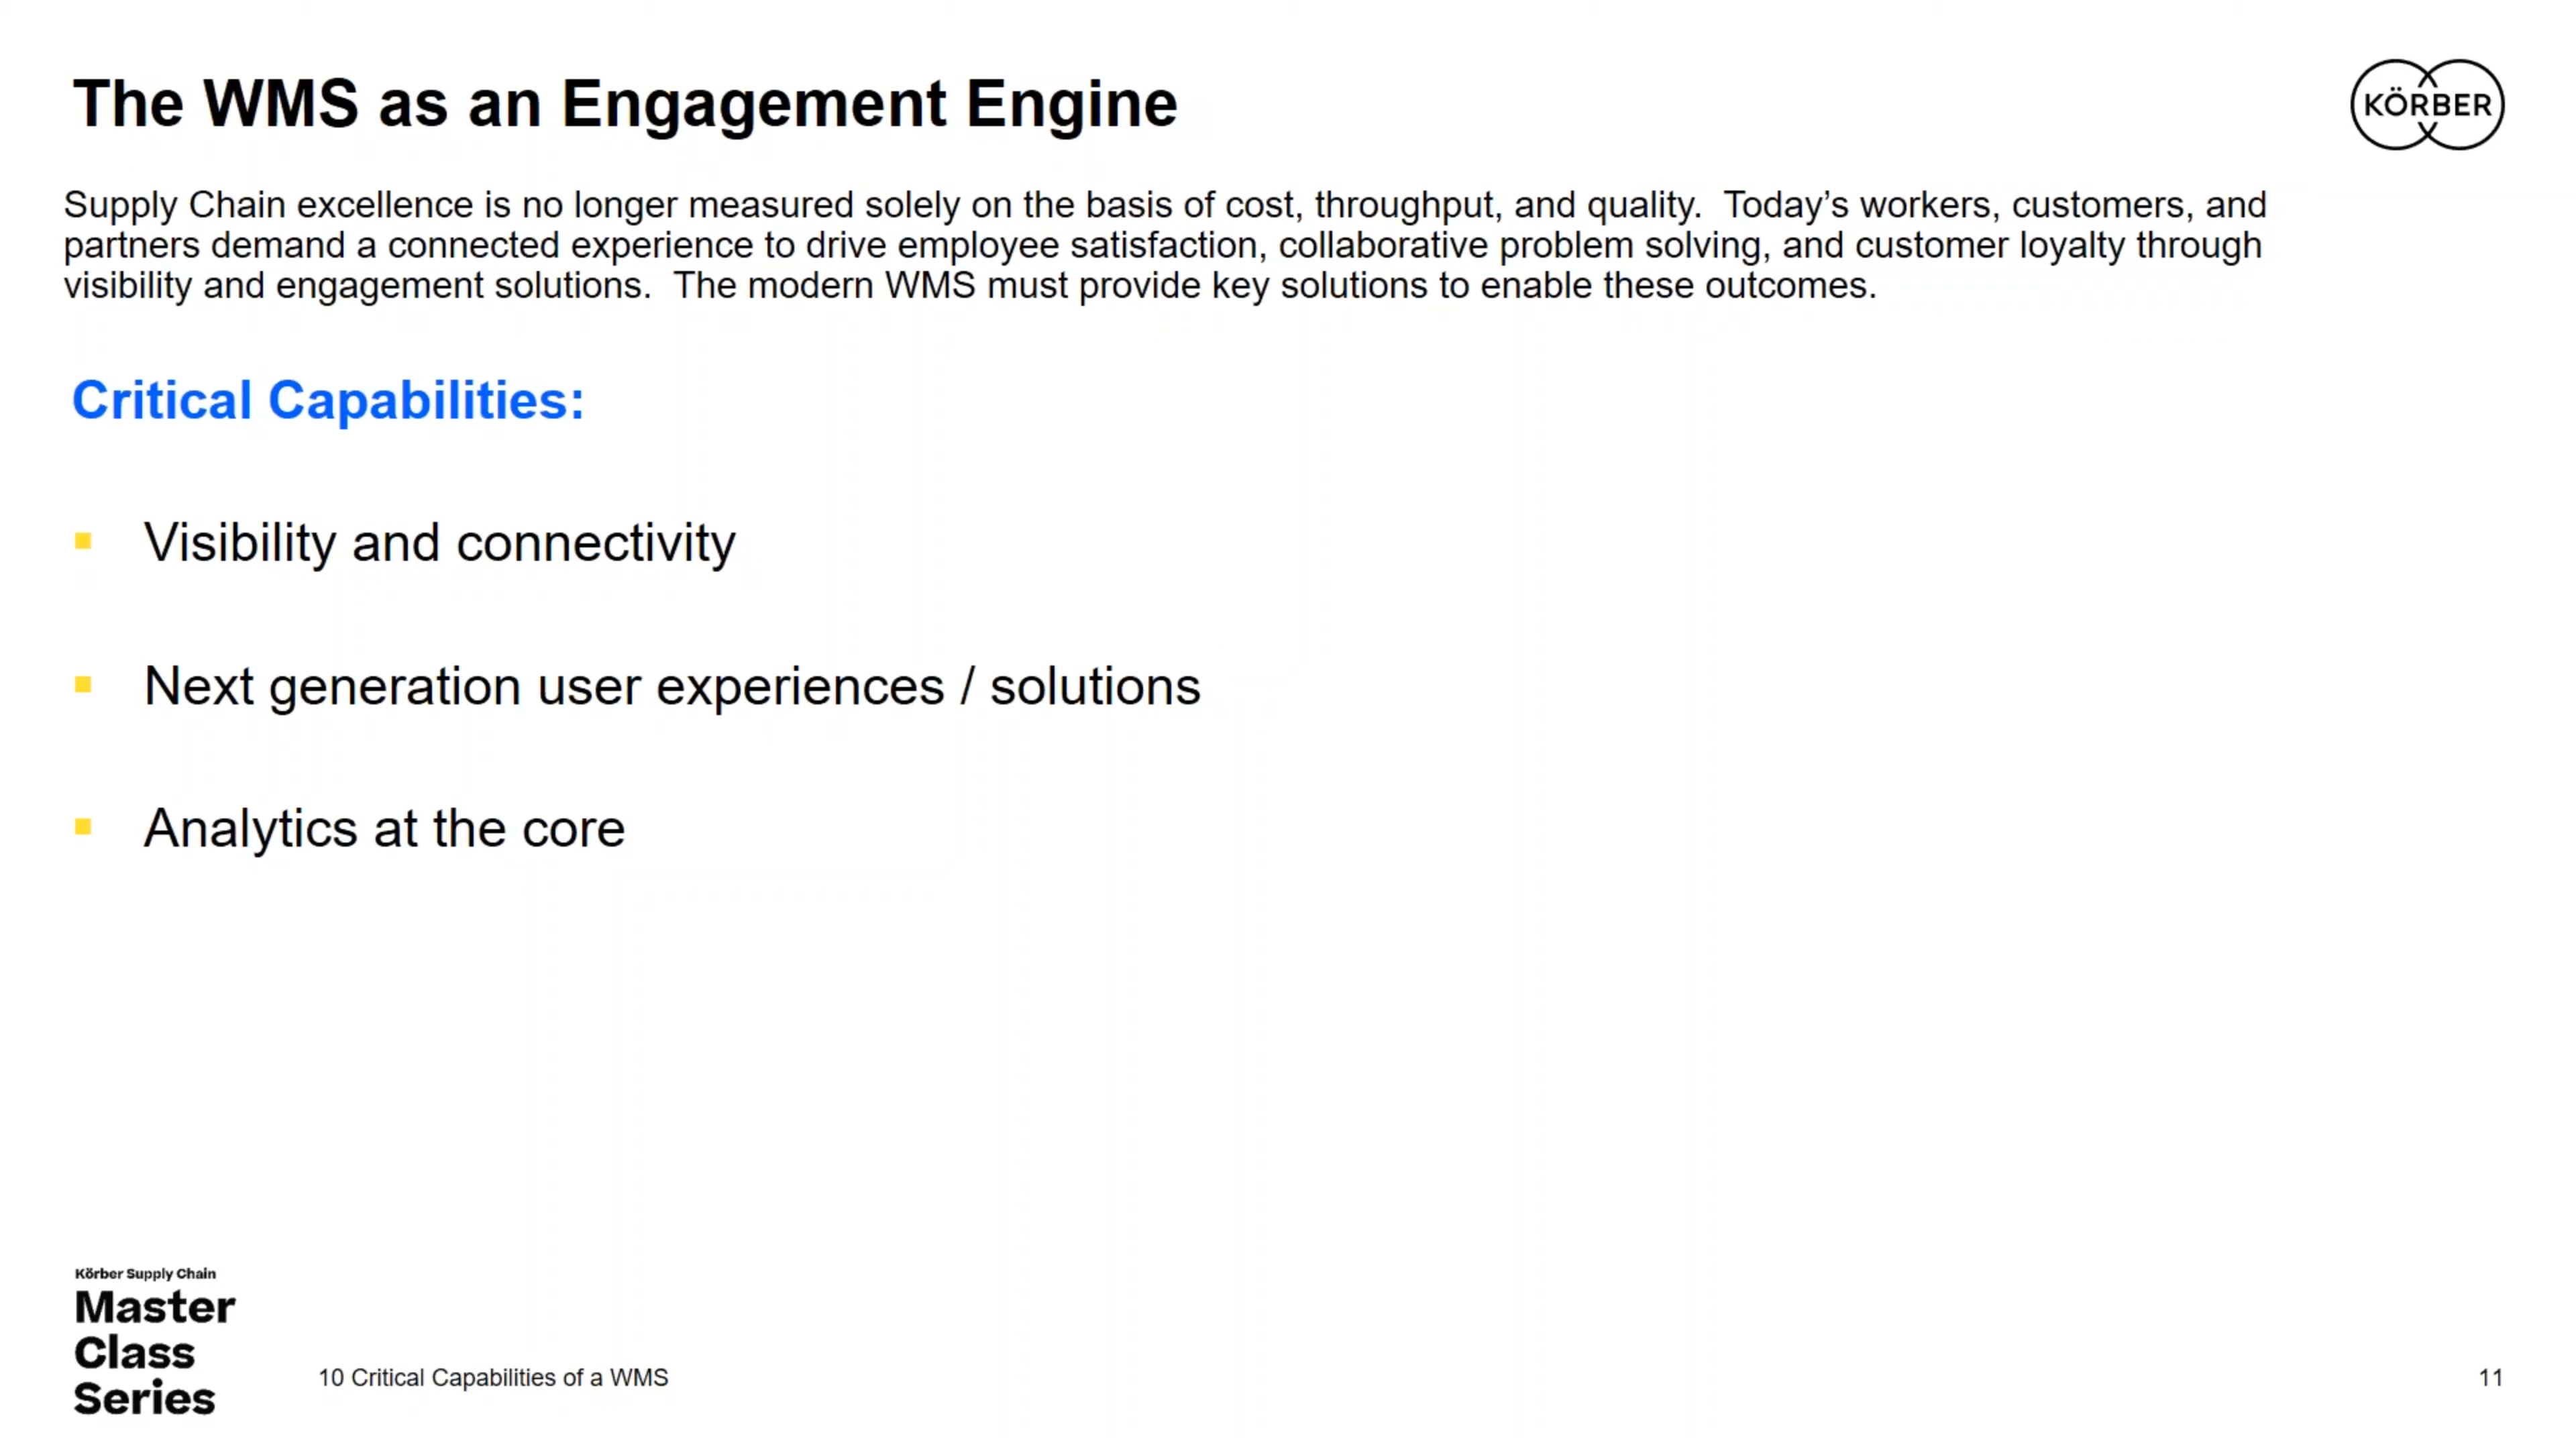 The WMS as an Engagement Engine
KÖRBER
Supply Chain excellence is no longer measured solely on the basis of cost, throughput, and quality.  Today’s workers, customers, and
partners demand a connected experience to drive employee satisfaction, collaborative problem solving, and customer loyalty through
visibility and engagement solutions.  The modern WMS must provide key solutions to enable these outcomes.
Critical Capabilities:
▪ Visibility and connectivity
▪ Next generation user experiences / solutions
▪ Analytics at the core
Körber Supply Chain
Master
Class
Series
10 Critical Capabilities of a WMS
11